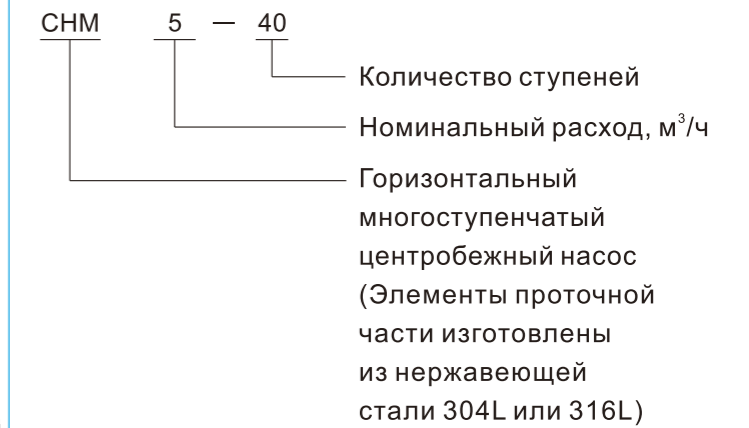 CHM 5 — 40
Количество ступеней
Номинальный расход, м³/ч
Горизонтальный
многоступенчатый
центробежный насос
(Элементы проточной
части изготовлены
из нержавеющей
стали 304L или 316L)